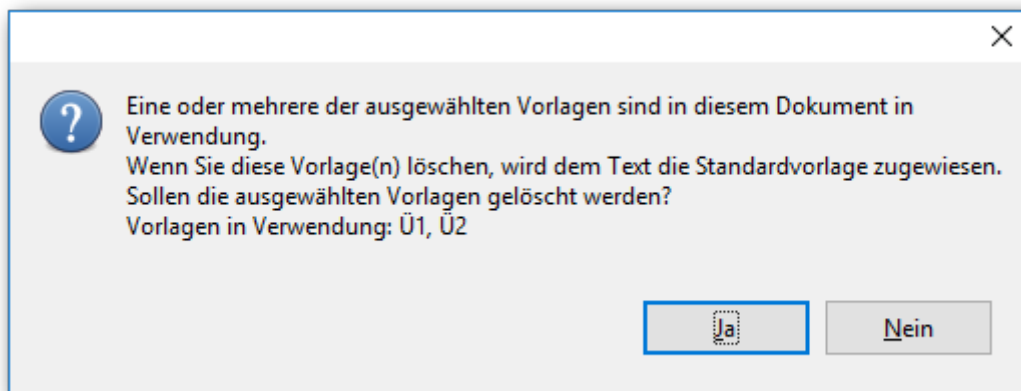 Eine oder mehrere der ausgewählten Vorlagen sind in diesem Dokument in
Verwendung.
Wenn Sie diese Vorlage(n) löschen, wird dem Text die Standardvorlage zugewiesen.
Sollen die ausgewählten Vorlagen gelöscht werden?
Vorlagen in Verwendung: Ü1, Ü2
Ja Nein